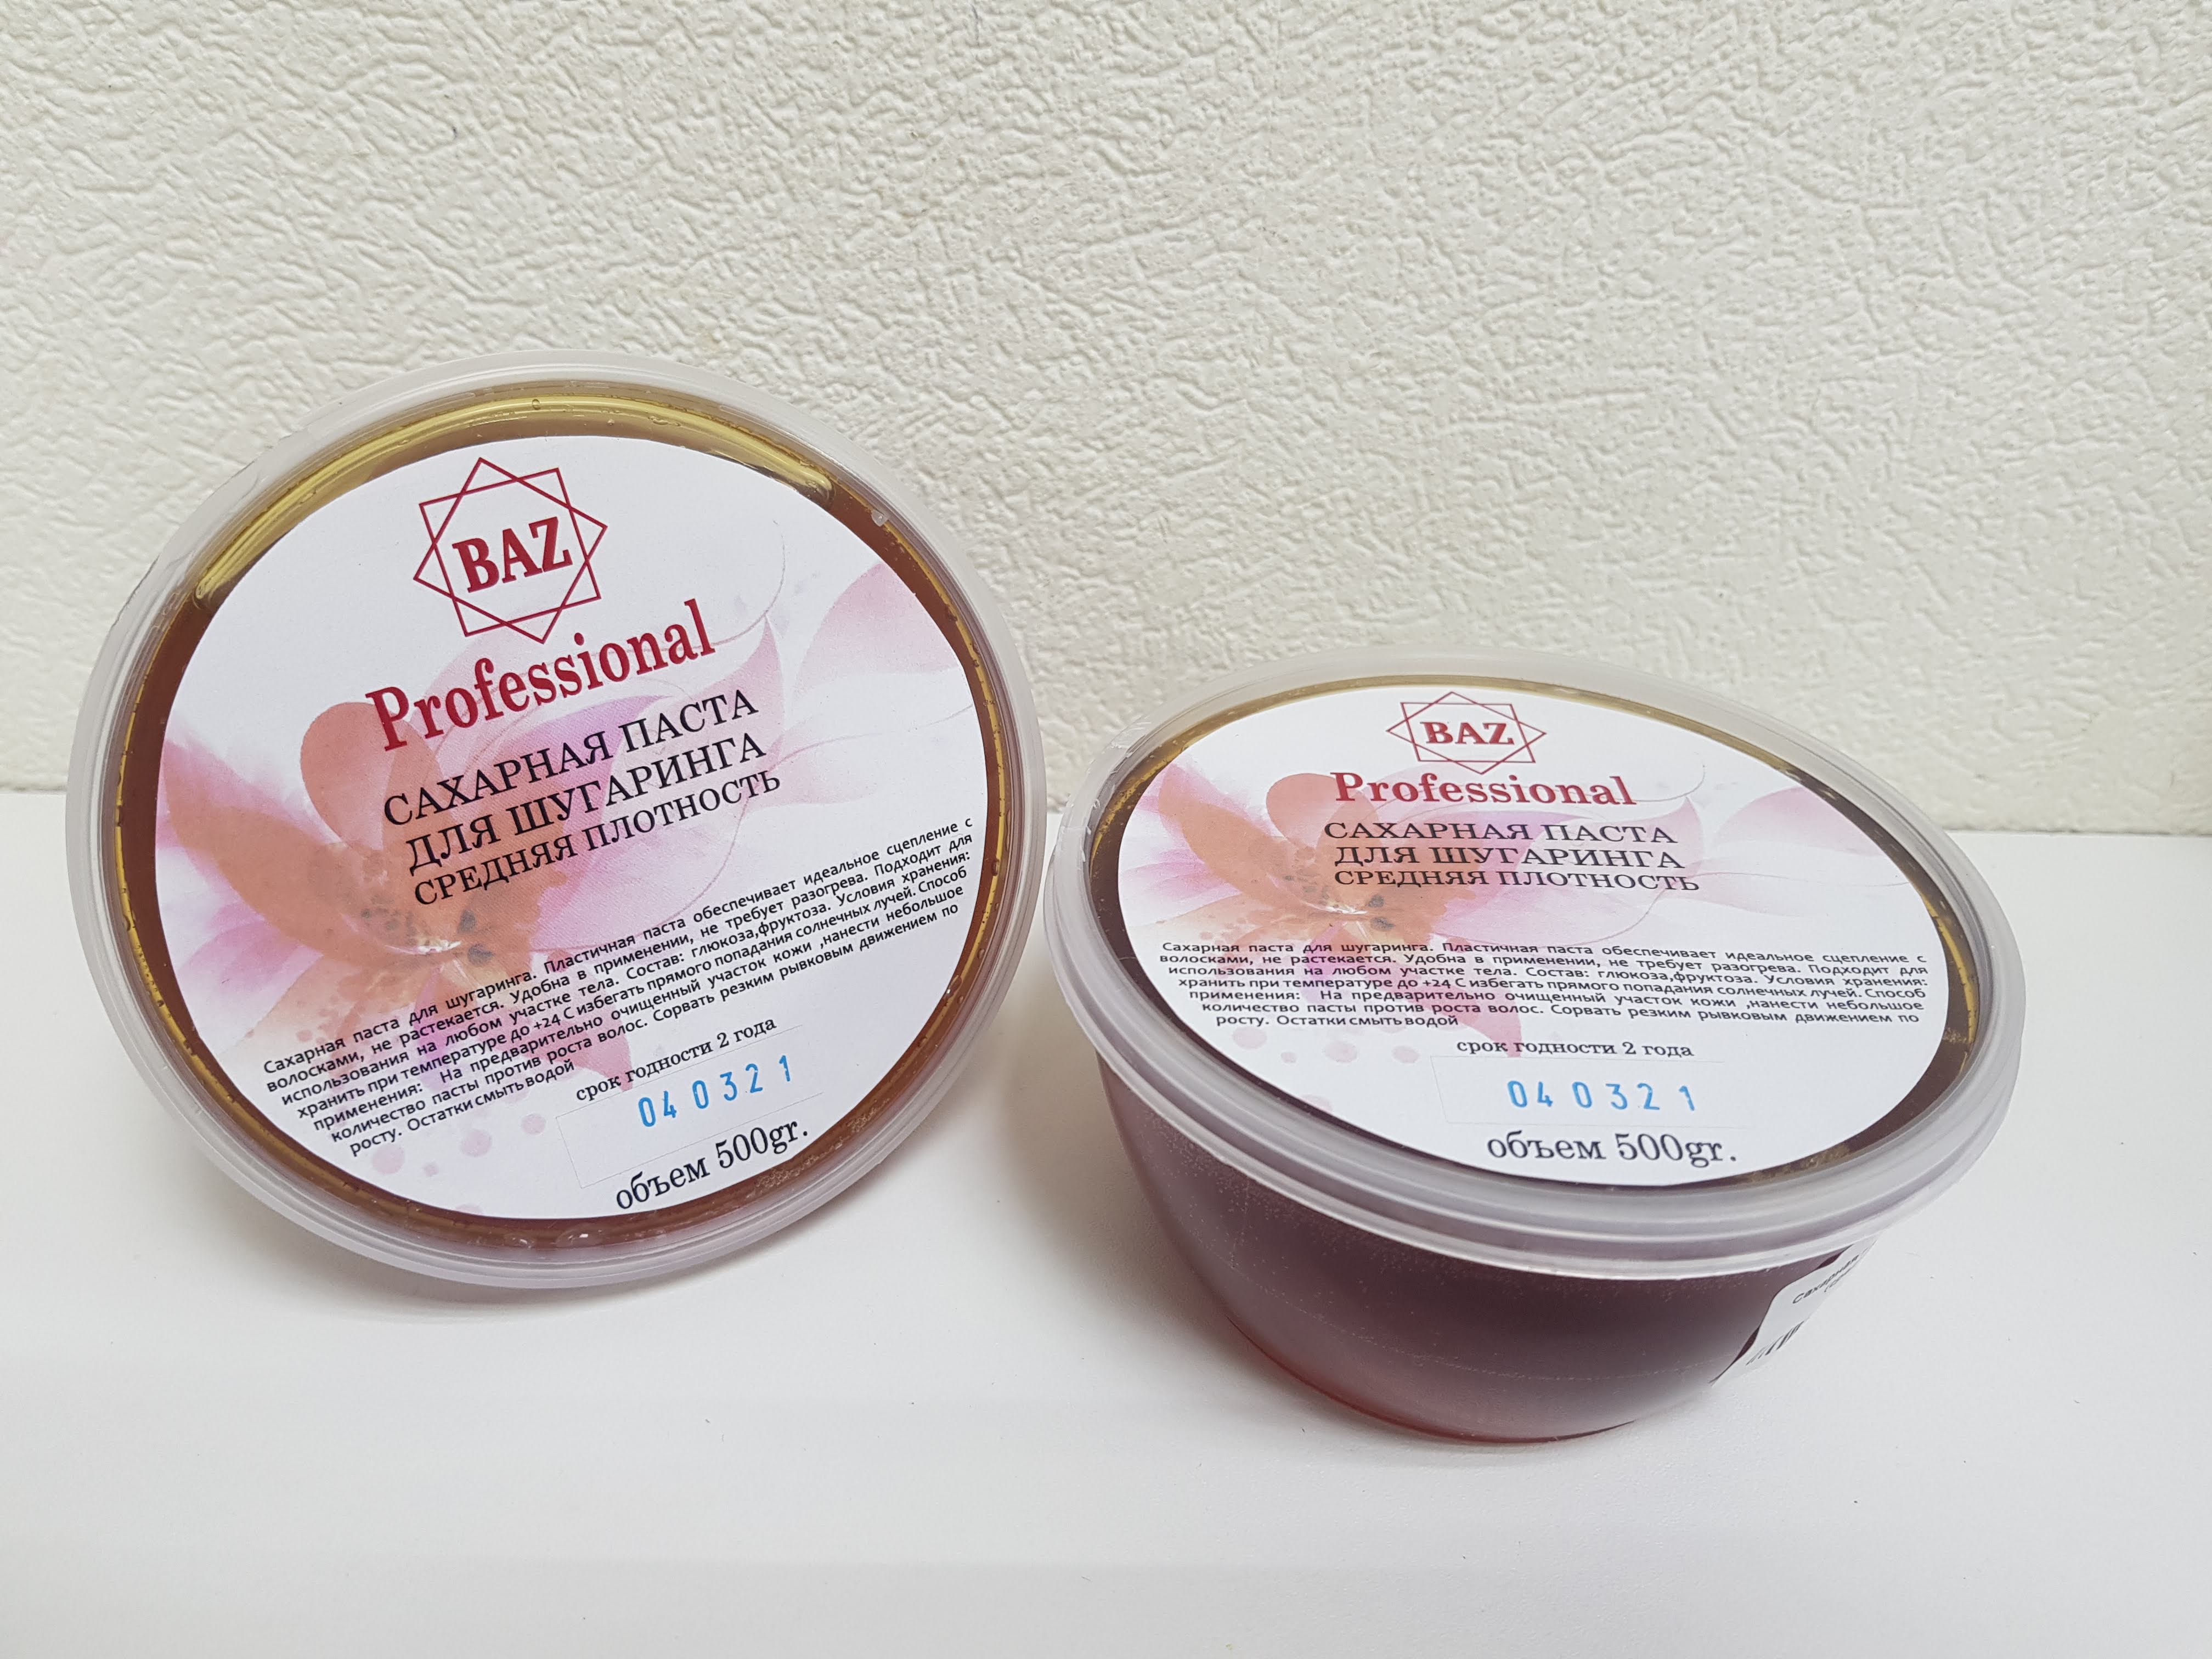 BAZ
Professional
САХАРНАЯ ПАСТА
ДЛЯ ШУГАРИНГА
СРЕДНЯЯ ПЛОТНОСТЬ
Сахарная паста для шугаринга. Пластичная паста обеспечивает идеальное сцепление с
волосками, не растекается. Удобна в применении, не требует разогрева. Подходит для
использования на любом участке тела. Состав: глюкоза,фруктоза. Условия хранения:
хранить при температуре до +24 С избегать прямого попадания солнечных лучей. Способ
применения: На предварительно очищенный участок кожи ,нанести небольшое
количество пасты против роста волос. Сорвать резким рывковым движением по
росту. Остатки смыть водой
срок годности 2 года
040321
объем 500gr.
BAZ
Professional
САХАРНАЯ ПАСТА
ДЛЯ ШУГАРИНГА
СРЕДНЯЯ ПЛОТНОСТЬ
Сахарная паста для шугаринга. Пластичная паста обеспечивает идеальное сцепление с
волосками, не растекается. Удобна в применении, не требует разогрева. Подходит для
использования на любом участке тела. Состав: глюкоза,фруктоза. Условия хранения:
хранить при температуре до +24 С избегать прямого попадания солнечных лучей. Способ
применения: На предварительно очищенный участок кожи ,нанести небольшое
количество пасты против роста волос. Сорвать резким рывковым движением по
росту. Остатки смыть водой
срок годности 2 года
040321
объем 500gr.